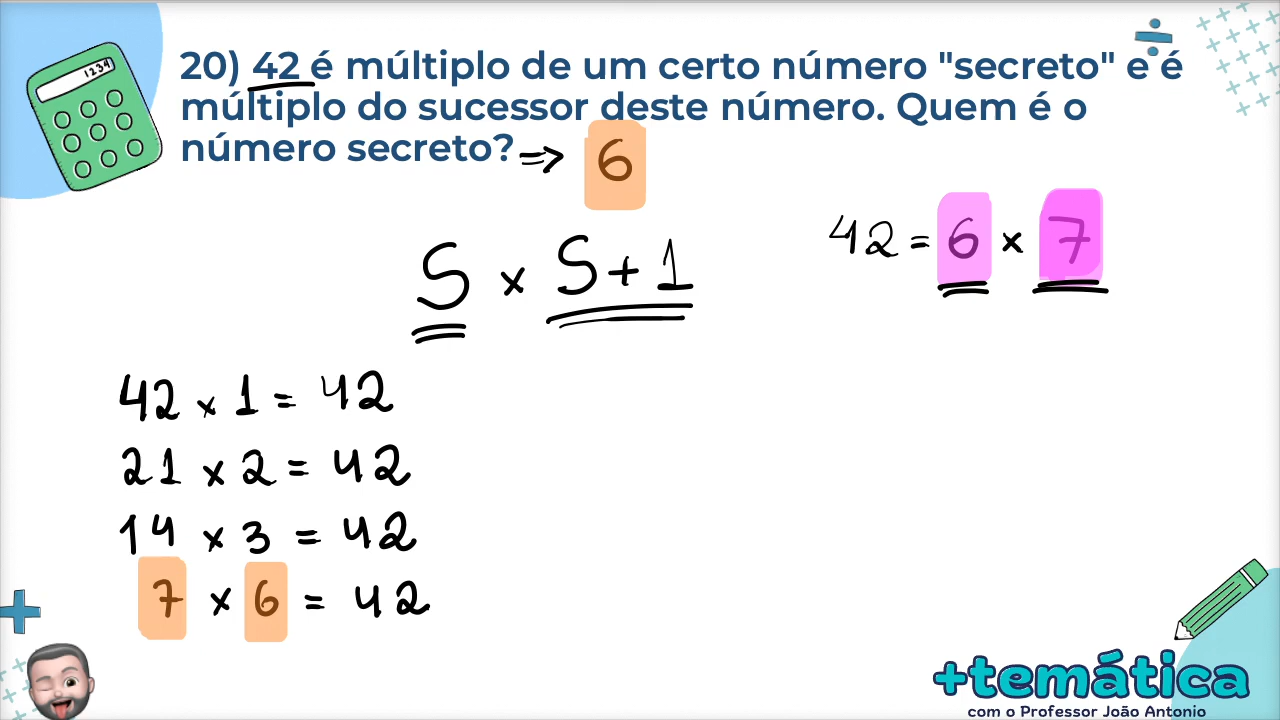 1234
20) 42 é múltiplo de um certo número "secreto" e é
múltiplo do sucessor deste número. Quem é o
número secreto? => 6
42 = 6 x 7
S x S+1
42 x 1 = 42
21 x 2 = 42
14 x 3 = 42
7 x 6 = 42
+temática
com o Professor João Antonio